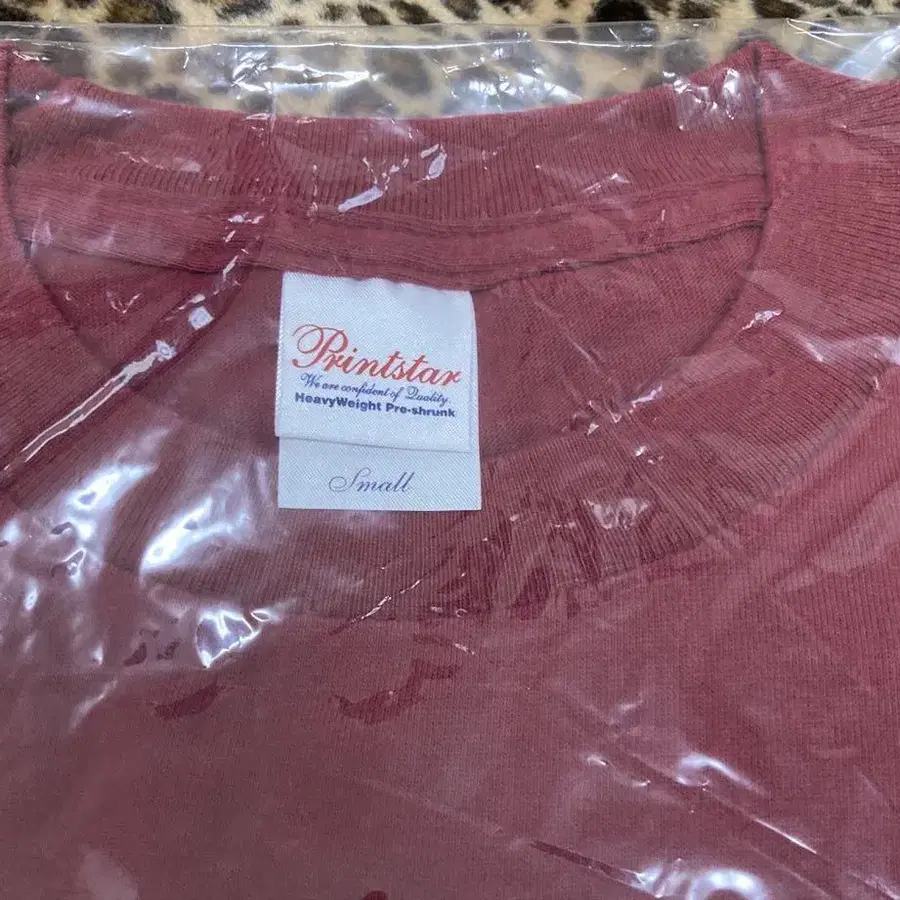 Printstar
We are confident of Quality.
HeavyWeight Pre-shrunk
Small